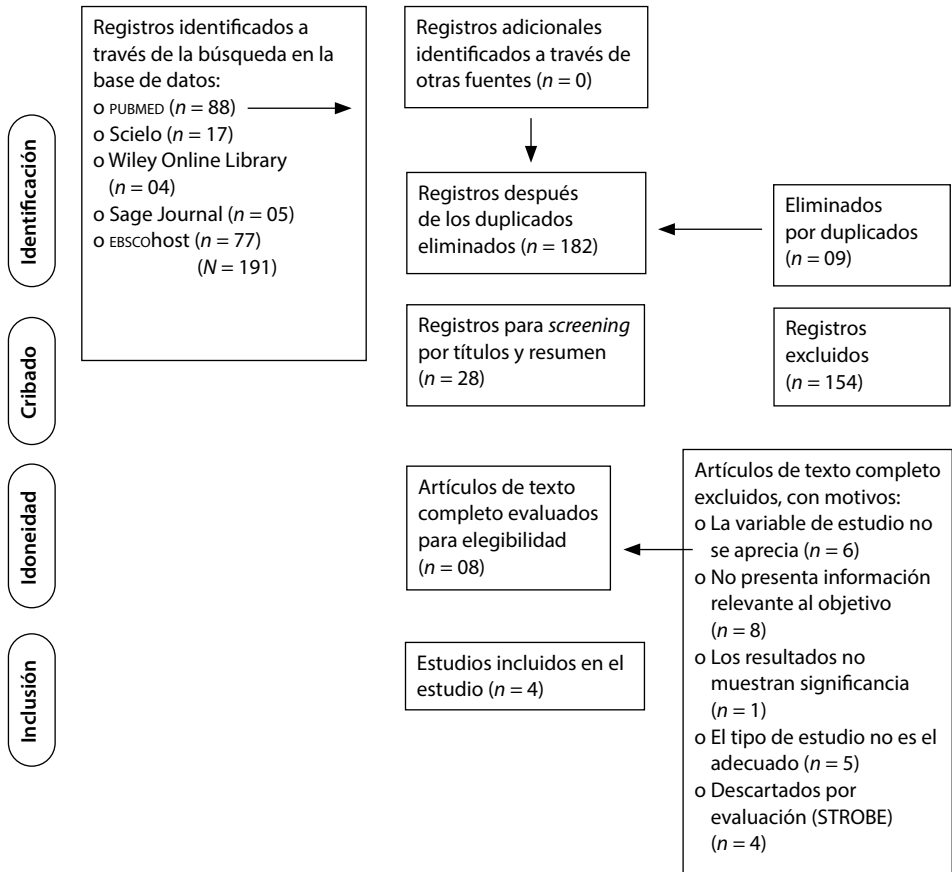 Registros identificados a
través de la búsqueda en la
base de datos:
o PUBMED (n = 88)
o Scielo (n = 17)
o Wiley Online Library
(n = 04)
o Sage Journal (n = 05)
o EBSCOhost (n = 77)
(N = 191)
Registros adicionales
identificados a través de
otras fuentes (n = 0)
Identificación
Registros después
de los duplicados
eliminados (n = 182)
Eliminados
por duplicados
(n = 09)
Cribado
Registros para screening
por títulos y resumen
(n = 28)
Registros
excluidos
(n = 154)
Idoneidad
Artículos de texto
completo evaluados
para elegibilidad
(n = 08)
Artículos de texto completo
excluidos, con motivos:
o La variable de estudio no
se aprecia (n = 6)
o No presenta información
relevante al objetivo
(n = 8)
o Los resultados no
muestran significancia
(n = 1)
o El tipo de estudio no es el
adecuado (n = 5)
o Descartados por
evaluación (STROBE)
(n = 4)
Inclusión
Estudios incluidos en el
estudio (n = 4)